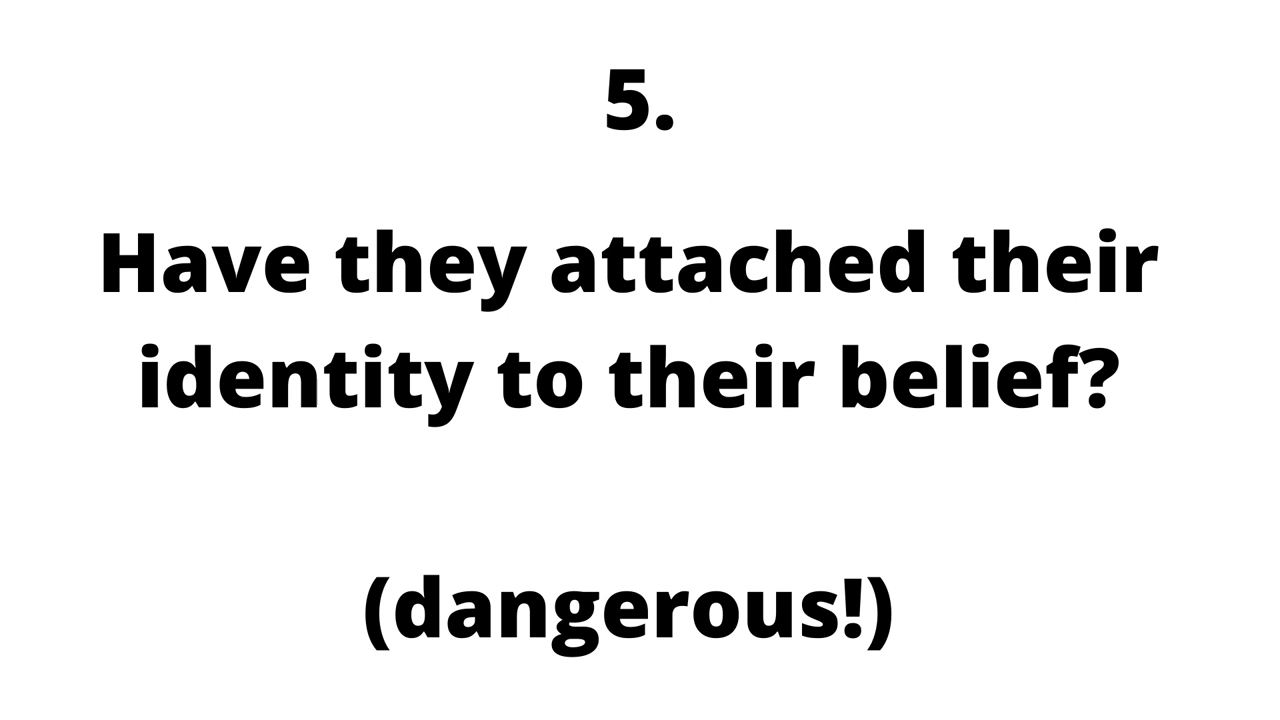 5.
Have they attached their
identity to their belief?
(dangerous!)